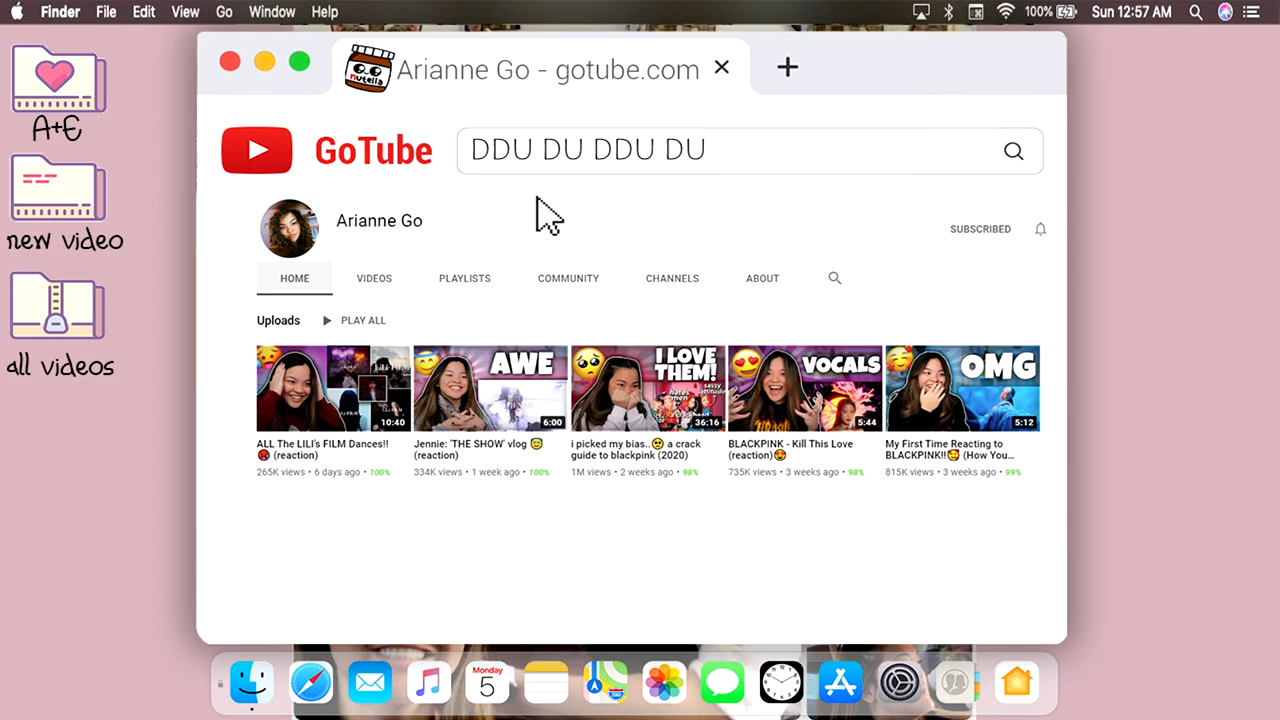 Finder File Edit View Go Window Help 100% Sun 12:57 AM
Arianne Go - gotube.com
nutella
GoTube DDU DU DDU DU
Arianne Go
SUBSCRIBED
HOME VIDEOS PLAYLISTS COMMUNITY CHANNELS ABOUT
Uploads PLAY ALL
A+E
new video
all videos
10:40
AWE
6:00
I LOVE
THEM!
hates
men
sassy
attitude
36:16
VOCALS
5:44
OMG
5:12
ALL The LILI's FILM Dances!!
🥵 (reaction)
265K views • 6 days ago • 100%
Jennie: 'THE SHOW' vlog 😇
(reaction)
334K views • 1 week ago • 100%
i picked my bias..🥺 a crack
guide to blackpink (2020)
1M views • 2 weeks ago • 98%
BLACKPINK - Kill This Love
(reaction)😍
735K views • 3 weeks ago • 98%
My First Time Reacting to
BLACKPINK!!🥰 (How You...
815K views • 3 weeks ago • 99%
Monday
5
280